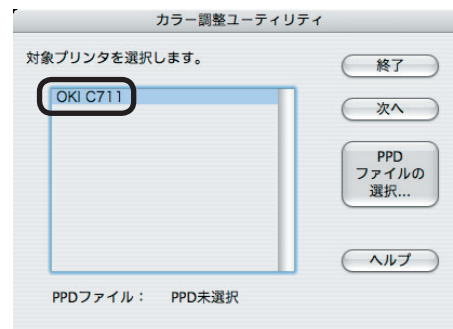 カラー調整ユーティリティ
対象プリンタを選択します。
OKI C711
終了
次へ
PPD
ファイルの
選択...
ヘルプ
PPDファイル： PPD未選択